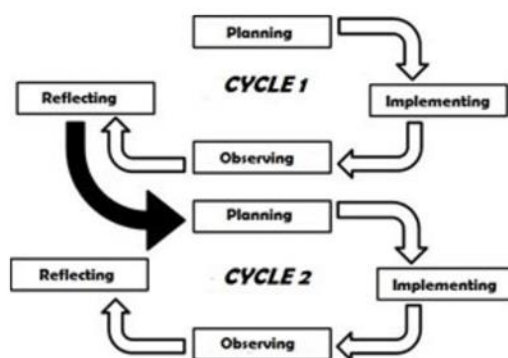 Planning
CYCLE 1
Reflecting
Implementing
Observing
Planning
Reflecting
CYCLE 2
Implementing
Observing